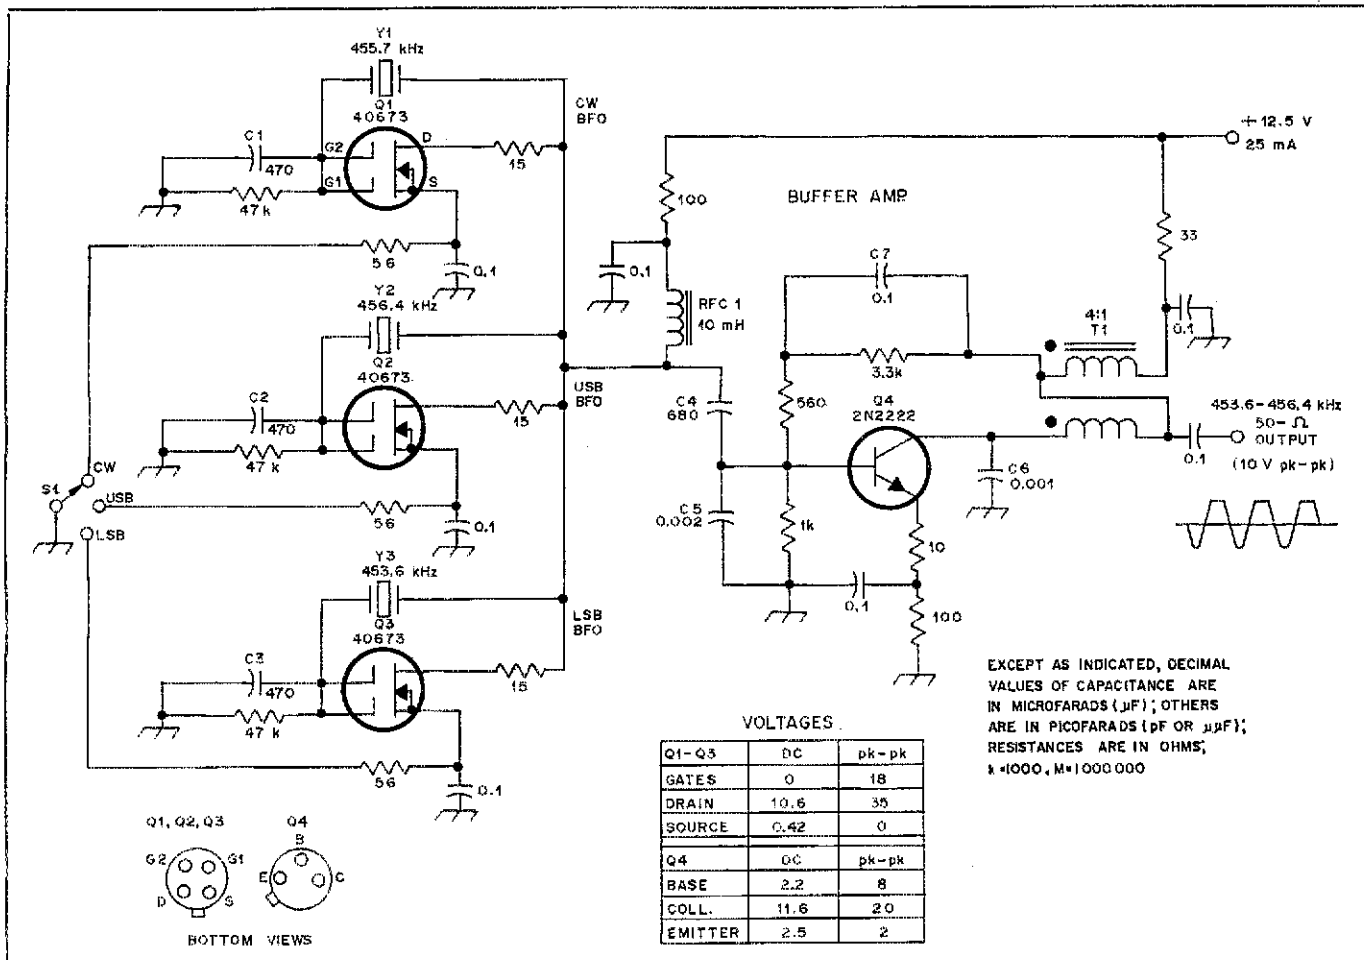 Y1
455.7 kHz
Q1
40673
C1
470
G2
D
G1
S
47 k
15
CW
BFO
56
0.1
Y2
456.4 kHz
Q2
40673
C2
470
47 k
15
USB
BFO
S1
CW
USB
LSB
56
0.1
Y3
453.6 kHz
Q3
40673
C3
470
47 k
15
LSB
BFO
56
0.1
+ 12.5 V
25 mA
100
BUFFER AMP.
33
0.1
RFC 1
10 mH
C7
0.1
3.3k
4:1
T1
0.1
C4
680
560
Q4
2N2222
453.6-456.4 kHz
50-Ω
OUTPUT
(10 V pk-pk)
0.1
C6
0.001
C5
0.002
1k
10
0.1
100
EXCEPT AS INDICATED, DECIMAL
VALUES OF CAPACITANCE ARE
IN MICROFARADS (µF); OTHERS
ARE IN PICOFARADS (pF OR µµF);
RESISTANCES ARE IN OHMS;
k=1000, M=1000000
VOLTAGES
Q1-Q3 DC pk-pk
GATES 0 18
DRAIN 10.6 35
SOURCE 0.42 0
Q4 DC pk-pk
BASE 2.2 8
COLL. 11.6 20
EMITTER 2.5 2
Q1, Q2, Q3
G2
G1
D
S
Q4
B
E
C
BOTTOM VIEWS